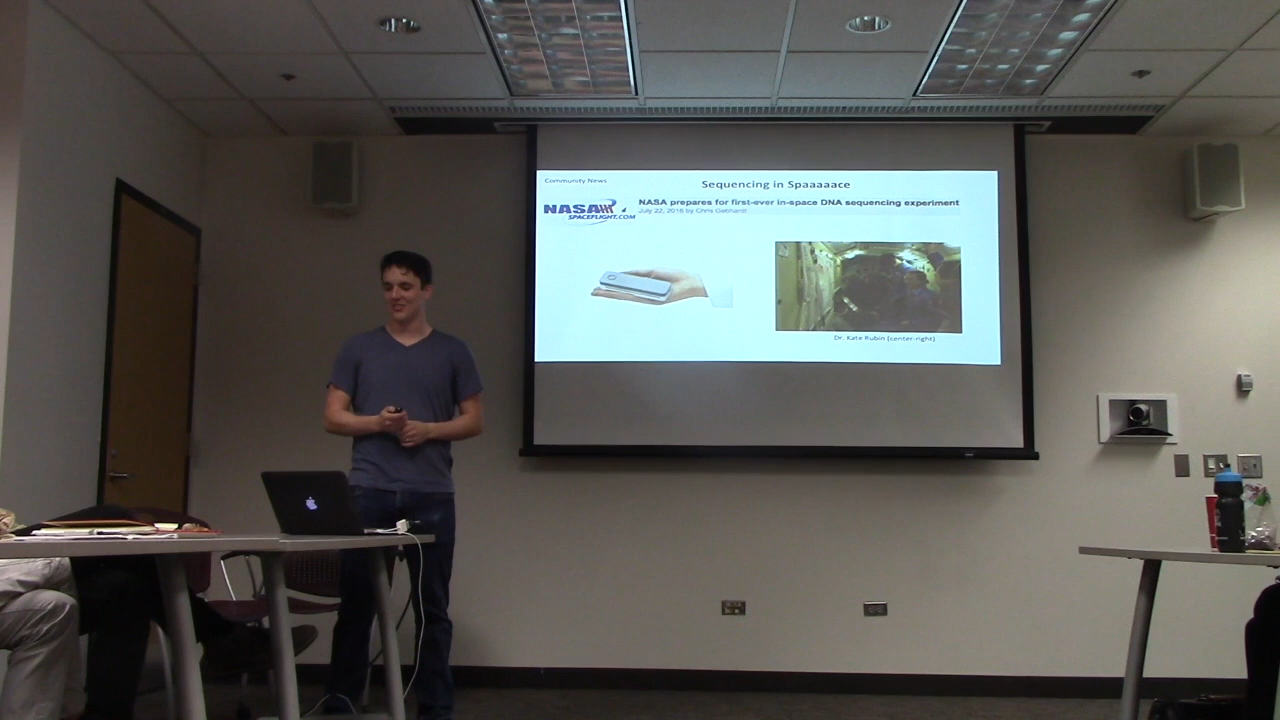 Community News
Sequencing in Spaaaaace
NASA
SPACEFLIGHT.COM
NASA prepares for first-ever in-space DNA sequencing experiment
July 22, 2016 by Chris Gebhardt
Dr. Kate Rubin (center-right)